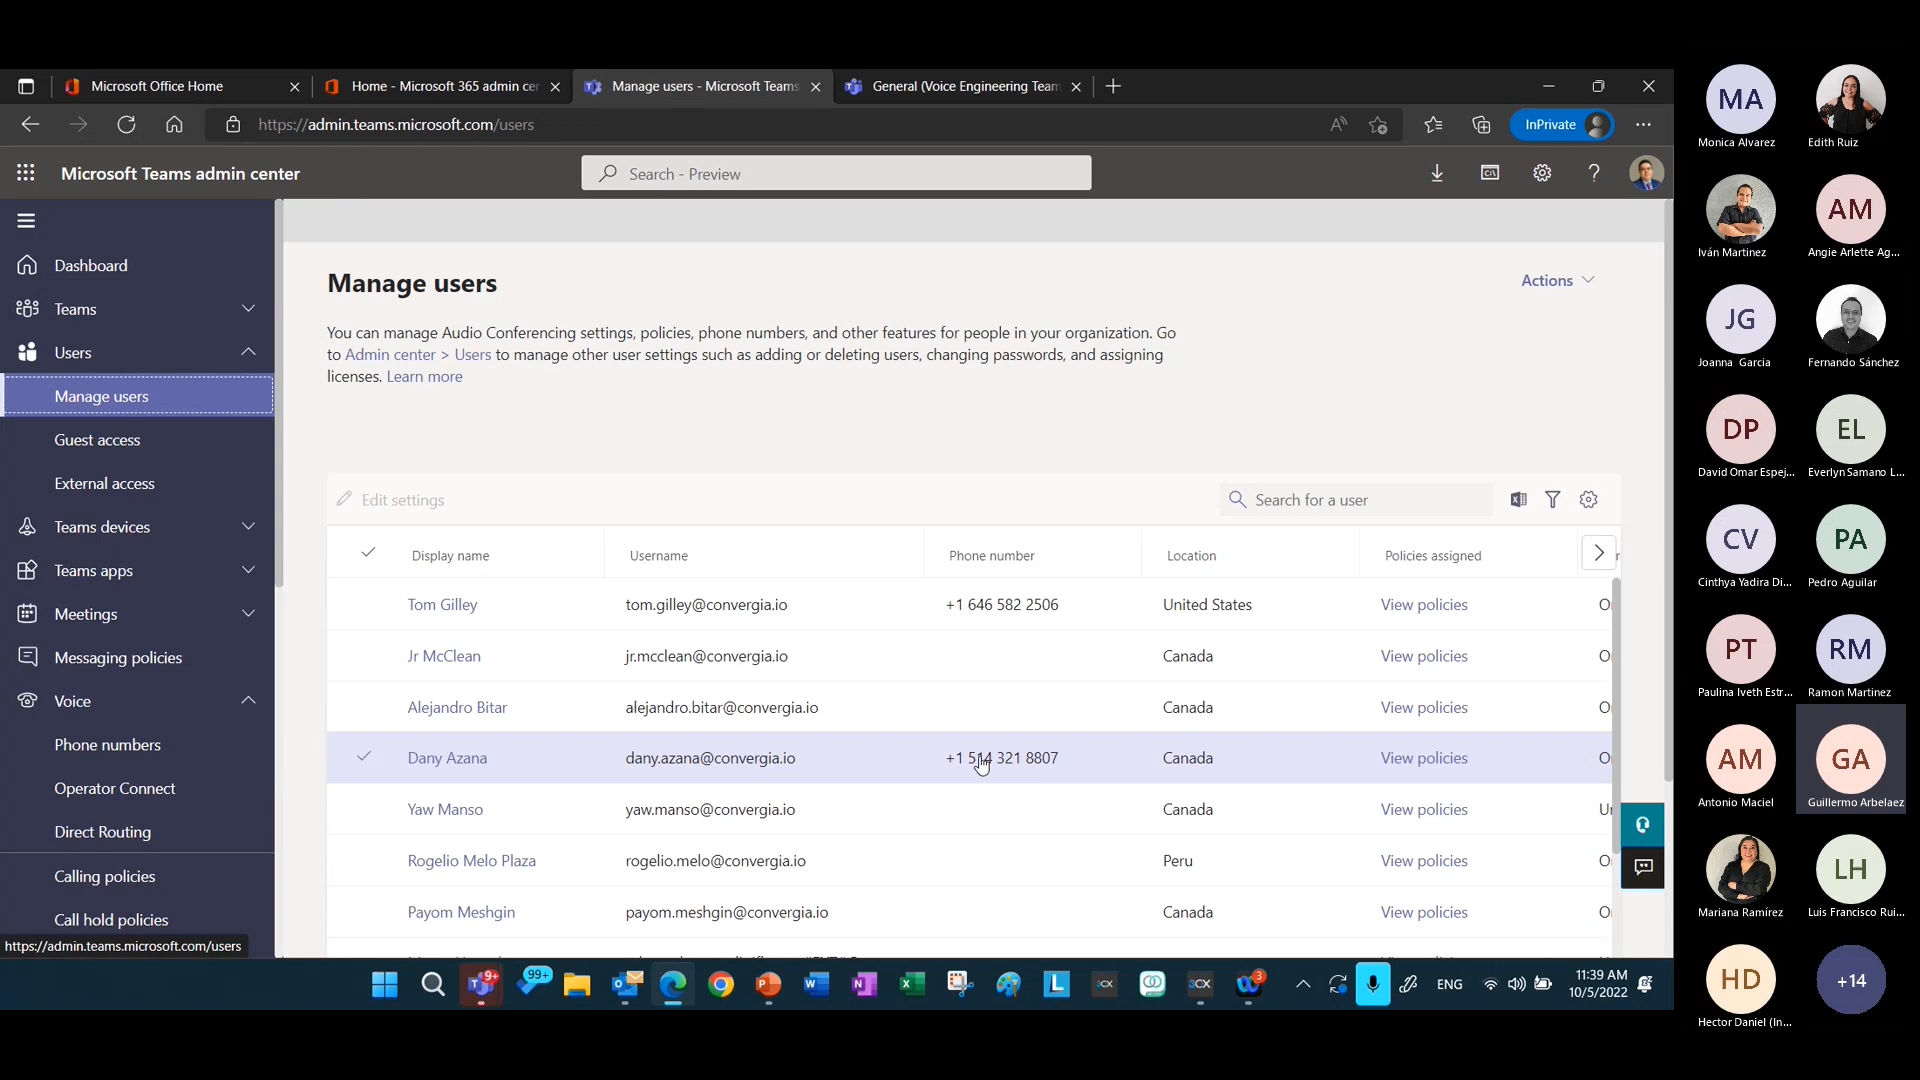 Microsoft Office Home
Home - Microsoft 365 admin cer
Manage users - Microsoft Teams
General (Voice Engineering Team
https://admin.teams.microsoft.com/users
InPrivate
Microsoft Teams admin center
Search - Preview
Dashboard
Teams
Users
Manage users
Guest access
External access
Teams devices
Teams apps
Meetings
Messaging policies
Voice
Phone numbers
Operator Connect
Direct Routing
Calling policies
Call hold policies
https://admin.teams.microsoft.com/users
Manage users
Actions
You can manage Audio Conferencing settings, policies, phone numbers, and other features for people in your organization. Go
to Admin center > Users to manage other user settings such as adding or deleting users, changing passwords, and assigning
licenses. Learn more
Edit settings
Search for a user
Display name Username Phone number Location Policies assigned
Tom Gilley tom.gilley@convergia.io +1 646 582 2506 United States View policies
Jr McClean jr.mcclean@convergia.io Canada View policies
Alejandro Bitar alejandro.bitar@convergia.io Canada View policies
Dany Azana dany.azana@convergia.io +1 514 321 8807 Canada View policies
Yaw Manso yaw.manso@convergia.io Canada View policies
Rogelio Melo Plaza rogelio.melo@convergia.io Peru View policies
Payom Meshgin payom.meshgin@convergia.io Canada View policies
9+
99+
3CX
3CX
3
ENG
11:39 AM
10/5/2022
MA
Monica Alvarez
Edith Ruiz
Iván Martinez
AM
Angie Arlette Ag...
JG
Joanna Garcia
Fernando Sánchez
DP
David Omar Espej...
EL
Everlyn Samano L...
CV
Cinthya Yadira Di...
PA
Pedro Aguilar
PT
Paulina Iveth Estr...
RM
Ramon Martinez
AM
Antonio Maciel
GA
Guillermo Arbelaez
Mariana Ramírez
LH
Luis Francisco Rui...
HD
Hector Daniel (In...
+14